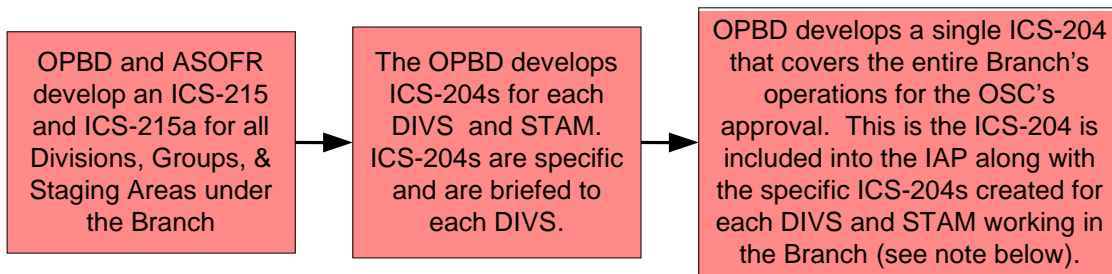 OPBD and ASOFR
develop an ICS-215
and ICS-215a for all
Divisions, Groups, &
Staging Areas under
the Branch
The OPBD develops
ICS-204s for each
DIVS and STAM.
ICS-204s are specific
and are briefed to
each DIVS.
OPBD develops a single ICS-204
that covers the entire Branch's
operations for the OSC's
approval. This is the ICS-204 is
included into the IAP along with
the specific ICS-204s created for
each DIVS and STAM working in
the Branch (see note below).